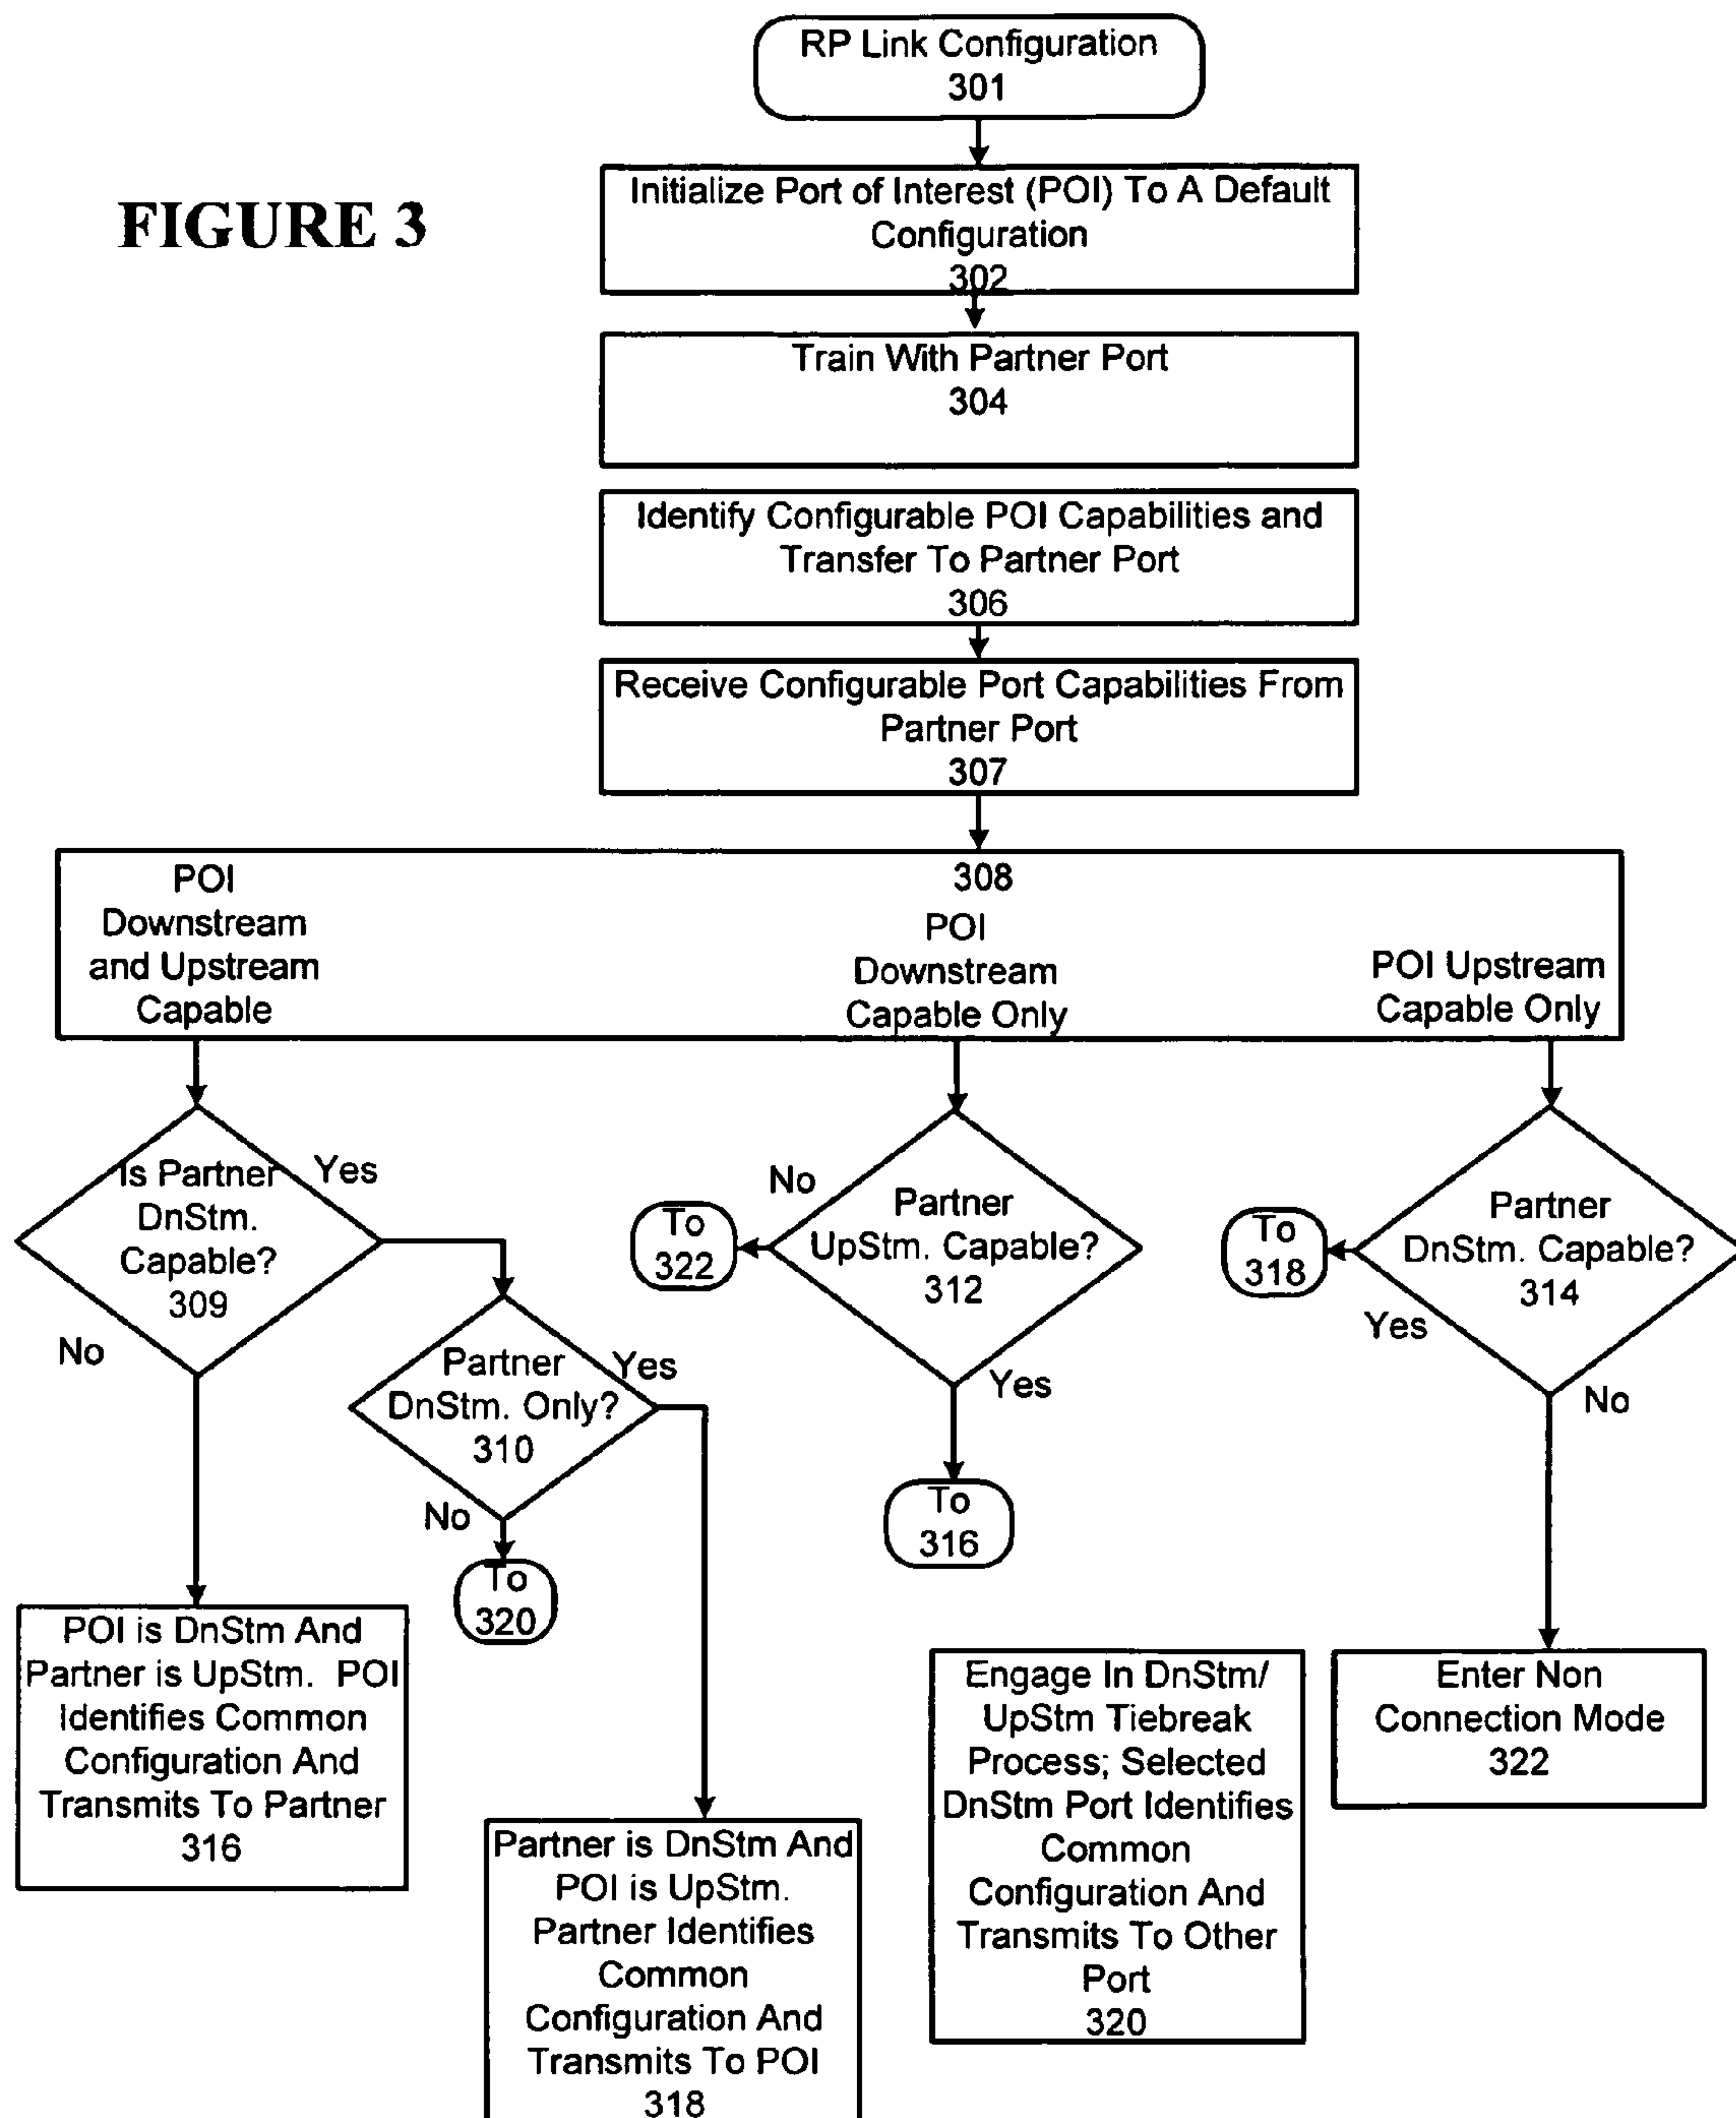 RP Link Configuration
301
FIGURE 3
Initialize Port of Interest (POI) To A Default
Configuration
302
Train With Partner Port
304
Identify Configurable POI Capabilities and
Transfer To Partner Port
306
Receive Configurable Port Capabilities From
Partner Port
307
308
POI
Downstream
and Upstream
Capable
POI
Downstream
Capable Only
POI Upstream
Capable Only
Is Partner
DnStm.
Capable?
309
Yes
No
Partner
DnStm. Only?
310
Yes
No
To
320
No
To
322
Partner
UpStm. Capable?
312
Yes
To
316
To
318
Partner
DnStm. Capable?
314
Yes
No
POI is DnStm And
Partner is UpStm. POI
Identifies Common
Configuration And
Transmits To Partner
316
Partner is DnStm And
POI is UpStm.
Partner Identifies
Common
Configuration And
Transmits To POI
318
Engage In DnStm/
UpStm Tiebreak
Process; Selected
DnStm Port Identifies
Common
Configuration And
Transmits To Other
Port
320
Enter Non
Connection Mode
322